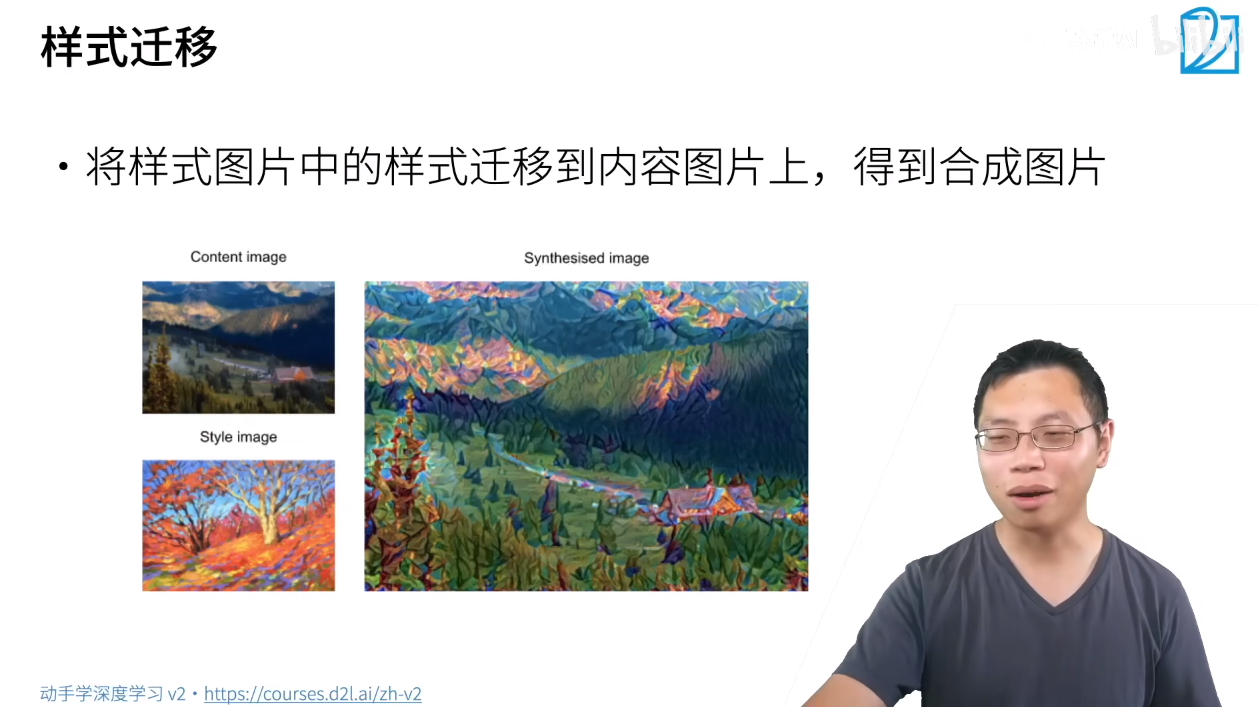 样式迁移
bilibili
• 将样式图片中的样式迁移到内容图片上，得到合成图片
Content image
Synthesised image
Style image
动手学深度学习 v2 • https://courses.d2l.ai/zh-v2